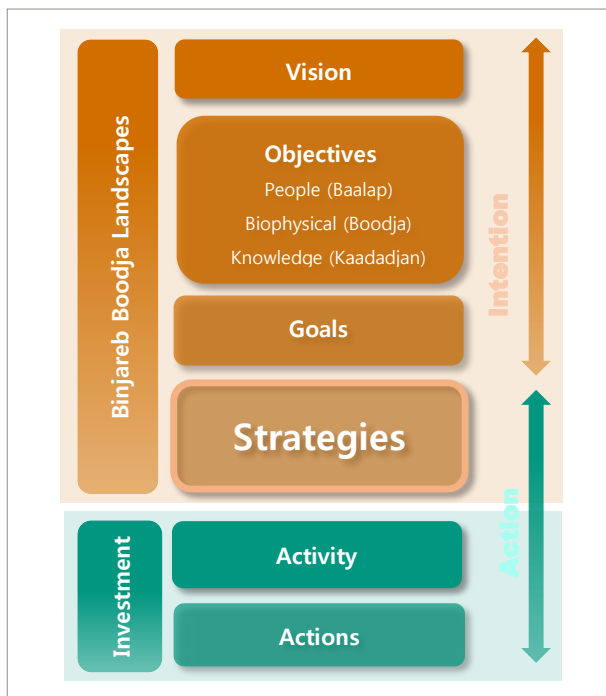 Binjareb Boodja Landscapes
Vision
Objectives
People (Baalap)
Biophysical (Boodja)
Knowledge (Kaadadjan)
Goals
Strategies
Intention
Investment
Activity
Actions
Action